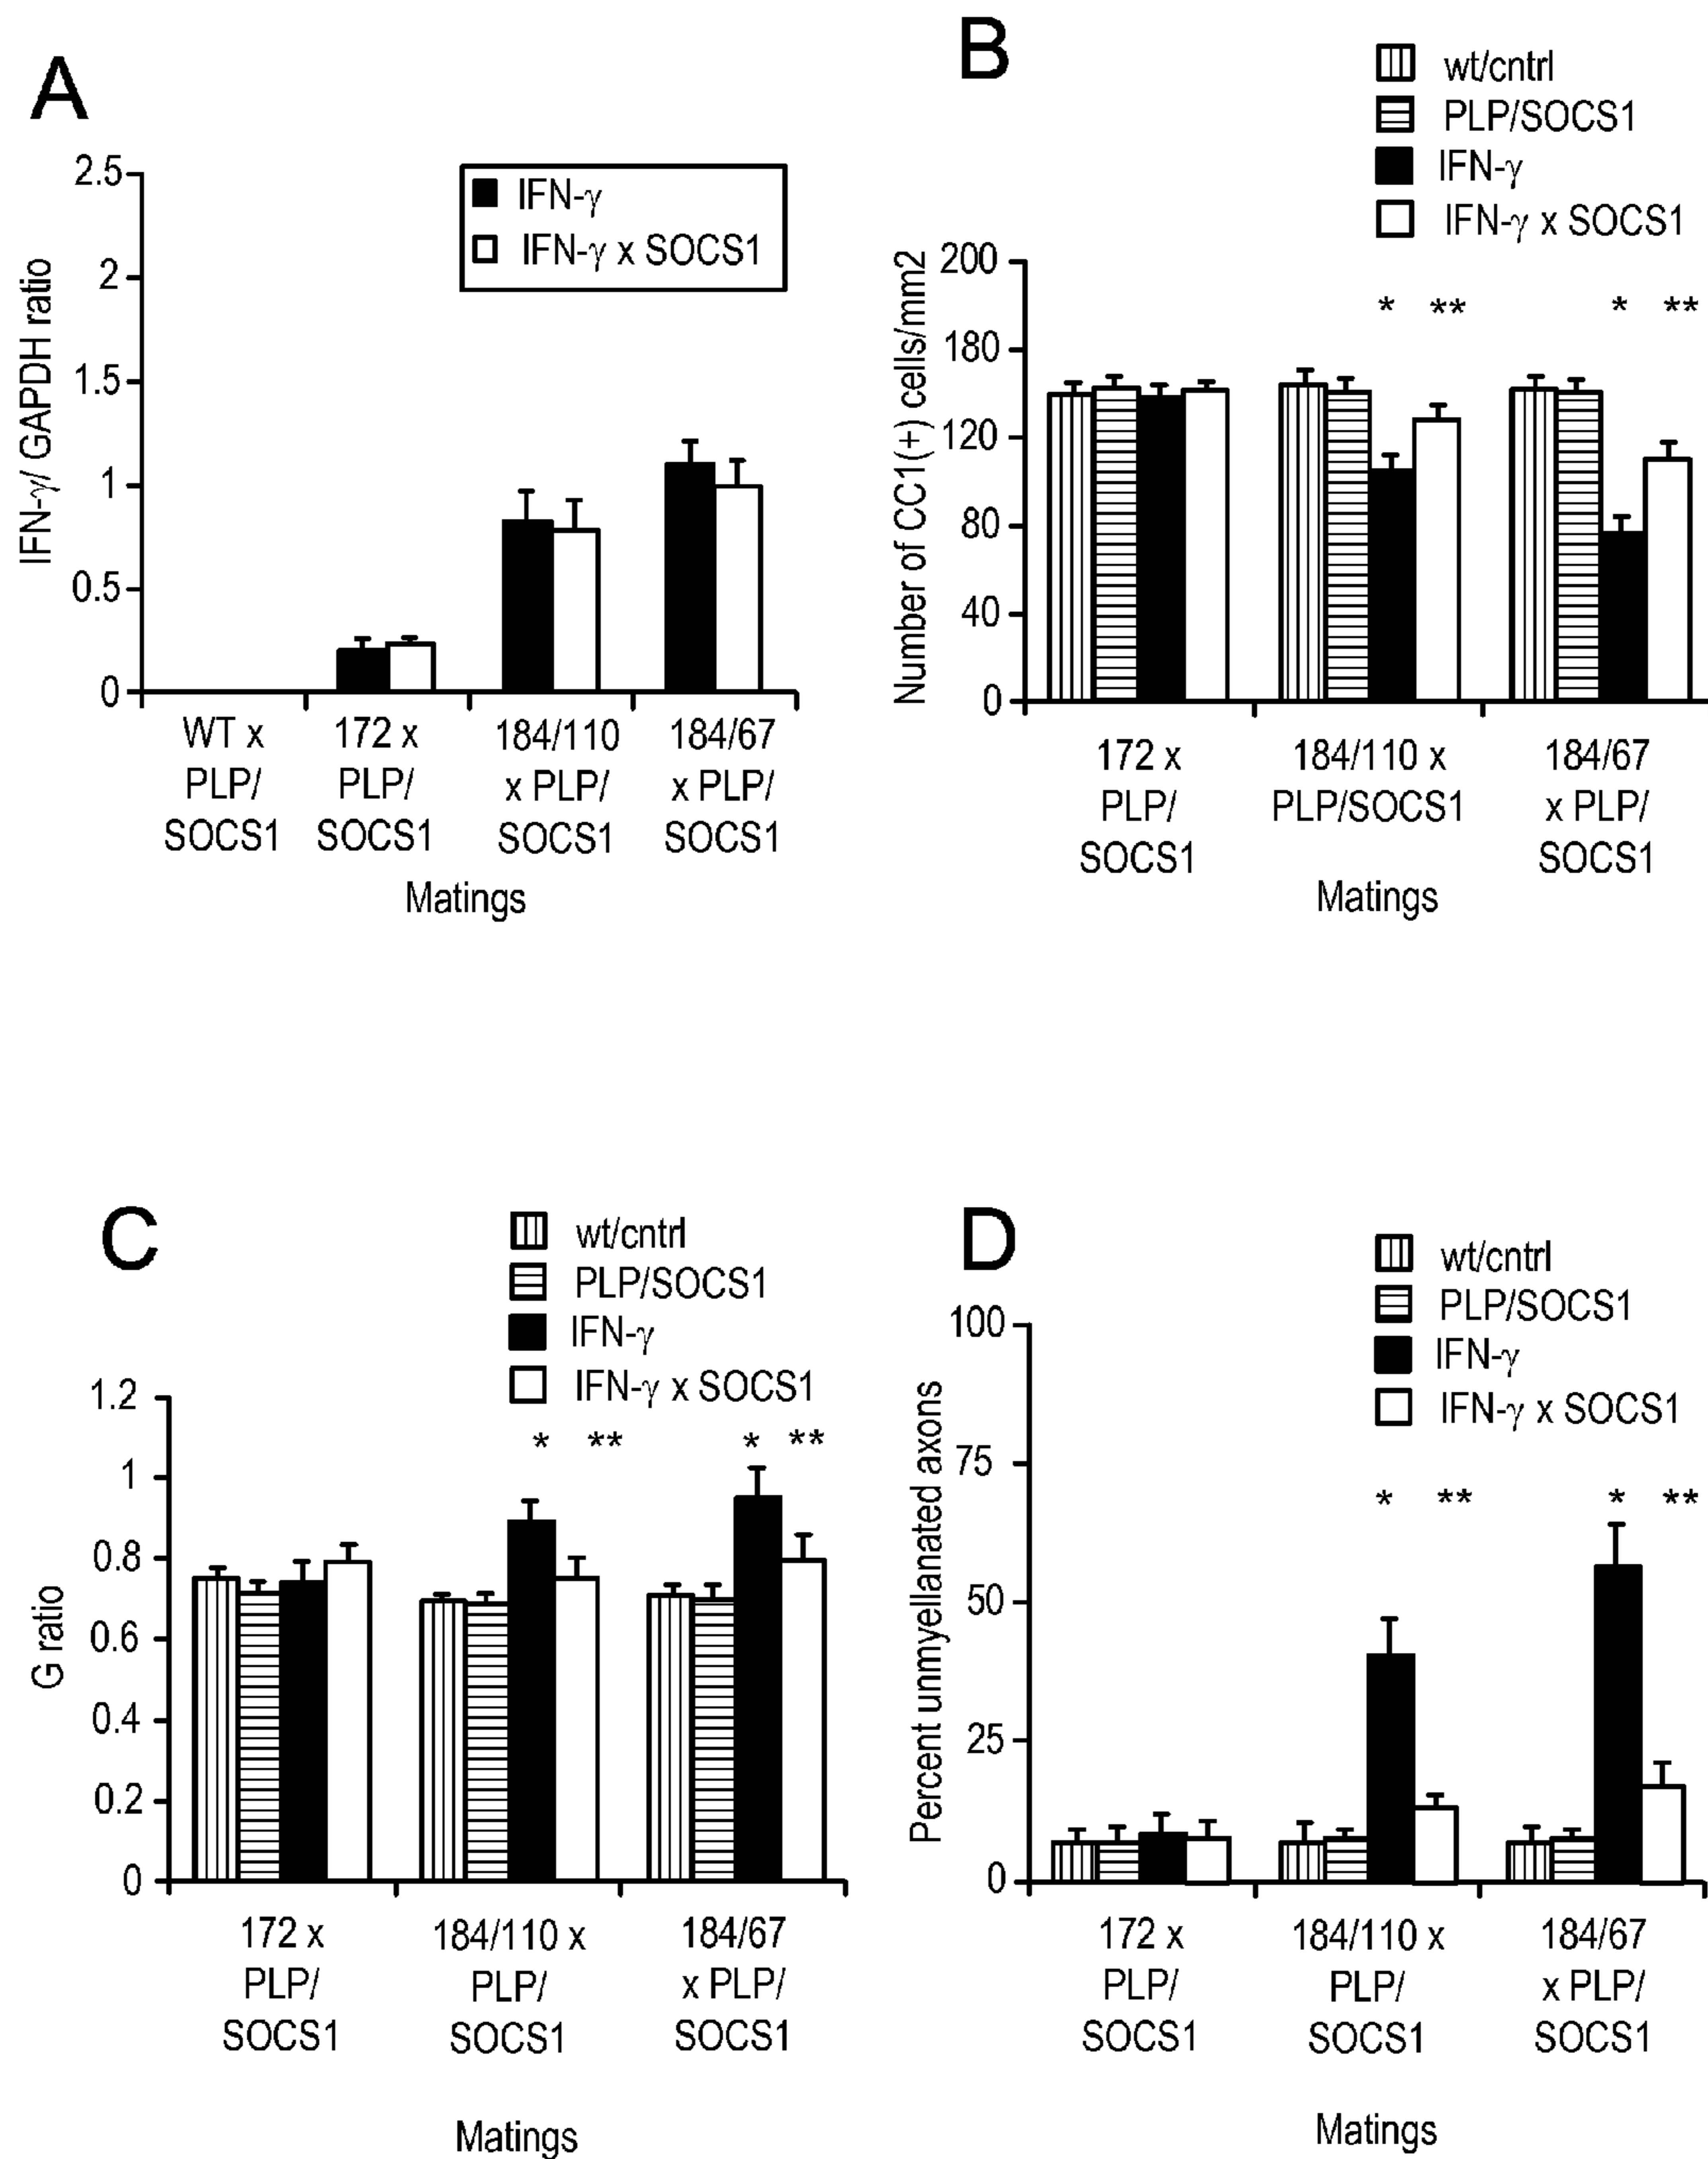 A
2.5
2
1.5
1
0.5
0
IFN-γ/ GAPDH ratio
IFN-γ
IFN-γ x SOCS1
WT x
PLP/
SOCS1
172 x
PLP/
SOCS1
184/110
x PLP/
SOCS1
184/67
x PLP/
SOCS1
Matings
B
wt/cntrl
PLP/SOCS1
IFN-γ
IFN-γ x SOCS1
200
180
120
80
40
0
Number of CC1(+) cells/mm2
* ** * **
172 x
PLP/
SOCS1
184/110 x
PLP/SOCS1
184/67
x PLP/
SOCS1
Matings
C
wt/cntrl
PLP/SOCS1
IFN-γ
IFN-γ x SOCS1
1.2
1
0.8
0.6
0.4
0.2
0
G ratio
* ** * **
172 x
PLP/
SOCS1
184/110 x
PLP/
SOCS1
184/67
x PLP/
SOCS1
Matings
D
wt/cntrl
PLP/SOCS1
IFN-γ
IFN-γ x SOCS1
100
75
50
25
0
Percent unmyellanated axons
* ** * **
172 x
PLP/
SOCS1
184/110 x
PLP/
SOCS1
184/67
x PLP/
SOCS1
Matings